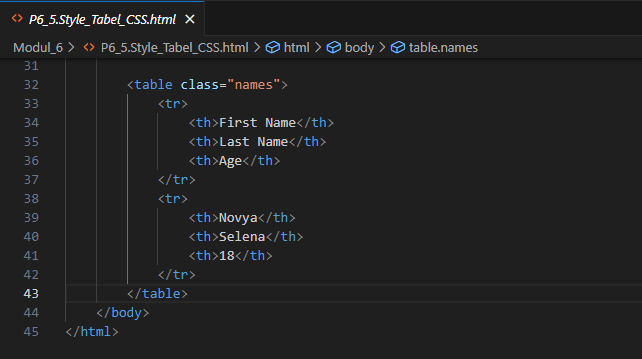 <> P6_5.Style_Tabel_CSS.html ×
Modul_6 > <> P6_5.Style_Tabel_CSS.html > html > body > table.names
31
32 <table class="names">
33 <tr>
34 <th>First Name</th>
35 <th>Last Name</th>
36 <th>Age</th>
37 </tr>
38 <tr>
39 <th>Novya</th>
40 <th>Selena</th>
41 <th>18</th>
42 </tr>
43 </table>
44 </body>
45 </html>